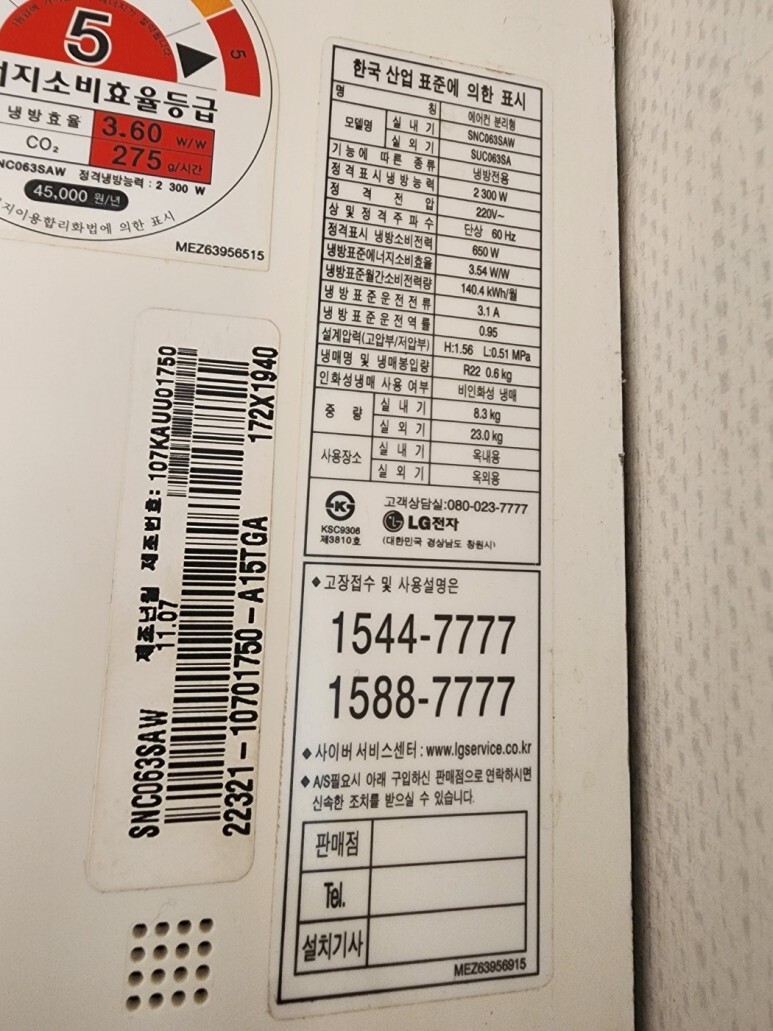 5
5
너지소비효율등급
냉방효율 3.60 W/W
CO₂ 275 g/시간
NC063SAW 정격냉방능력 : 2 300 W
45,000 원/년
지이용합리화법에 의한 표시
MEZ63956515
한국 산업 표준에 의한 표시
명 칭 에어컨 분리형
모델명 실 내 기 SNC063SAW
실 외 기 SUC063SA
기능에 따른 종류 냉방전용
정격표시냉방능력 2 300 W
정 격 전 압 220V~
상 및 정격주파수 단상 60 Hz
정격표시 냉방소비전력 650 W
냉방표준에너지소비효율 3.54 W/W
냉방표준월간소비전력량 140.4 kWh/월
냉방표준운전전류 3.1 A
냉방표준운전역률 0.95
설계압력(고압부/저압부) H:1.56 L:0.51 MPa
냉매명 및 냉매봉입량 R22 0.6 kg
인화성냉매 사용 여부 비인화성 냉매
중 량 실 내 기 8.3 kg
실 외 기 23.0 kg
사용장소 실 내 기 옥내용
실 외 기 옥외용
KSC9306
제3810호
고객상담실:080-023-7777
LG전자
(대한민국 경상남도 창원시)
◆ 고장접수 및 사용설명은
1544-7777
1588-7777
◆ 사이버 서비스센터 : www.lgservice.co.kr
◆ A/S필요시 아래 구입하신 판매점으로 연락하시면
신속한 조치를 받으실 수 있습니다.
판매점
Tel.
설치기사
MEZ63956915
SNC063SAW 제조년월 제조번호: 107KAUU01750
11.07
22321-10701750-A15TGA 172X1940